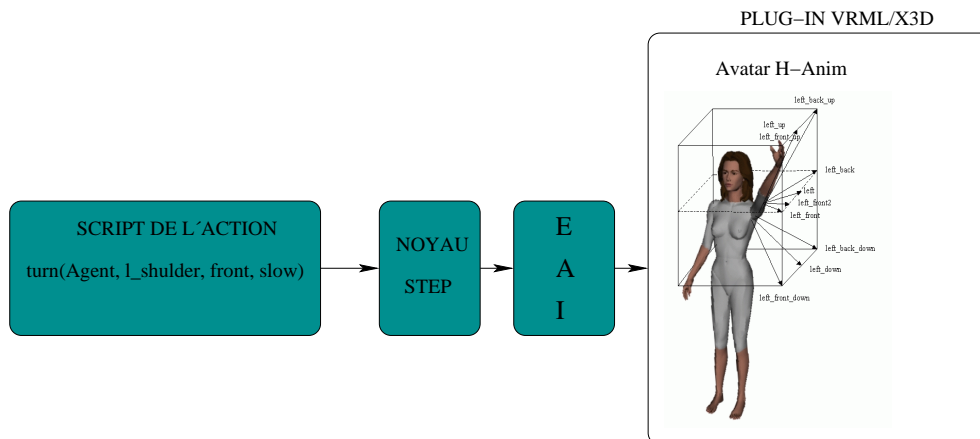 PLUG−IN VRML/X3D
Avatar H−Anim
left_back_up
left_up
left_front_up
left_back
left
left_front2
left_front
left_back_down
left_down
left_front_down
SCRIPT DE L´ACTION
turn(Agent, l_shulder, front, slow)
NOYAU
STEP
E
A
I